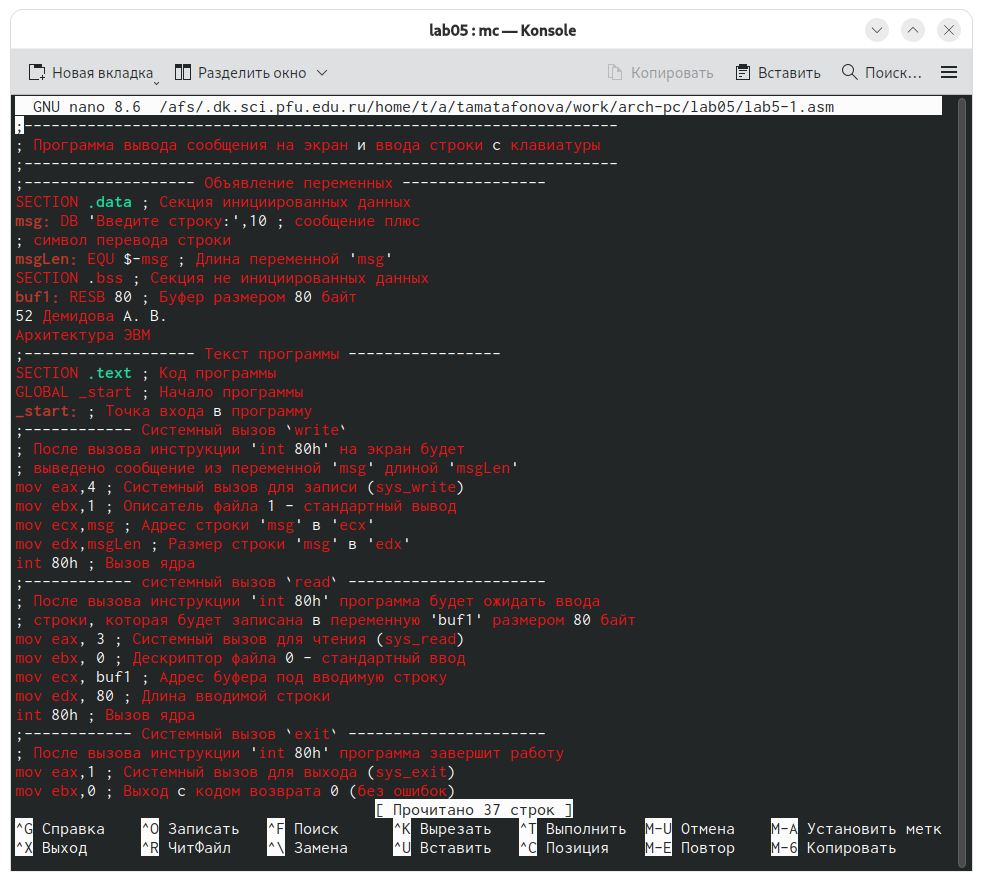 lab05 : mc — Konsole
Новая вкладка Разделить окно Копировать Вставить Поиск...
GNU nano 8.6 /afs/.dk.sci.pfu.edu.ru/home/t/a/tamatafonova/work/arch-pc/lab05/lab5-1.asm
;------------------------------------------------------------------
; Программа вывода сообщения на экран и ввода строки с клавиатуры
;------------------------------------------------------------------
;------------------- Объявление переменных ----------------
SECTION .data ; Секция инициированных данных
msg: DB 'Введите строку:',10 ; сообщение плюс
; символ перевода строки
msgLen: EQU $-msg ; Длина переменной 'msg'
SECTION .bss ; Секция не инициированных данных
buf1: RESB 80 ; Буфер размером 80 байт
52 Демидова А. В.
Архитектура ЭВМ
;------------------- Текст программы -----------------
SECTION .text ; Код программы
GLOBAL _start ; Начало программы
_start: ; Точка входа в программу
;------------ Системный вызов `write`
; После вызова инструкции 'int 80h' на экран будет
; выведено сообщение из переменной 'msg' длиной 'msgLen'
mov eax,4 ; Системный вызов для записи (sys_write)
mov ebx,1 ; Описатель файла 1 - стандартный вывод
mov ecx,msg ; Адрес строки 'msg' в 'ecx'
mov edx,msgLen ; Размер строки 'msg' в 'edx'
int 80h ; Вызов ядра
;------------ системный вызов `read` ----------------------
; После вызова инструкции 'int 80h' программа будет ожидать ввода
; строки, которая будет записана в переменную 'buf1' размером 80 байт
mov eax, 3 ; Системный вызов для чтения (sys_read)
mov ebx, 0 ; Дескриптор файла 0 - стандартный ввод
mov ecx, buf1 ; Адрес буфера под вводимую строку
mov edx, 80 ; Длина вводимой строки
int 80h ; Вызов ядра
;------------ Системный вызов `exit` ----------------------
; После вызова инструкции 'int 80h' программа завершит работу
mov eax,1 ; Системный вызов для выхода (sys_exit)
mov ebx,0 ; Выход с кодом возврата 0 (без ошибок)
[ Прочитано 37 строк ]
^G Справка ^O Записать ^F Поиск ^K Вырезать ^T Выполнить M-U Отмена M-A Установить метк
^X Выход ^R ЧитФайл ^\ Замена ^U Вставить ^C Позиция M-E Повтор M-6 Копировать